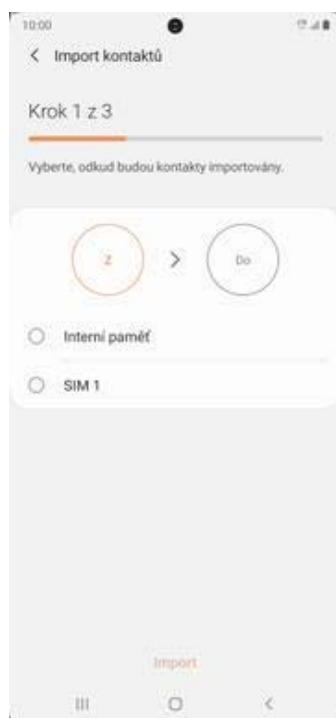 10:00
Import kontaktů
Krok 1 z 3
Vyberte, odkud budou kontakty importovány.
Z
Do
Interní paměť
SIM 1
Import